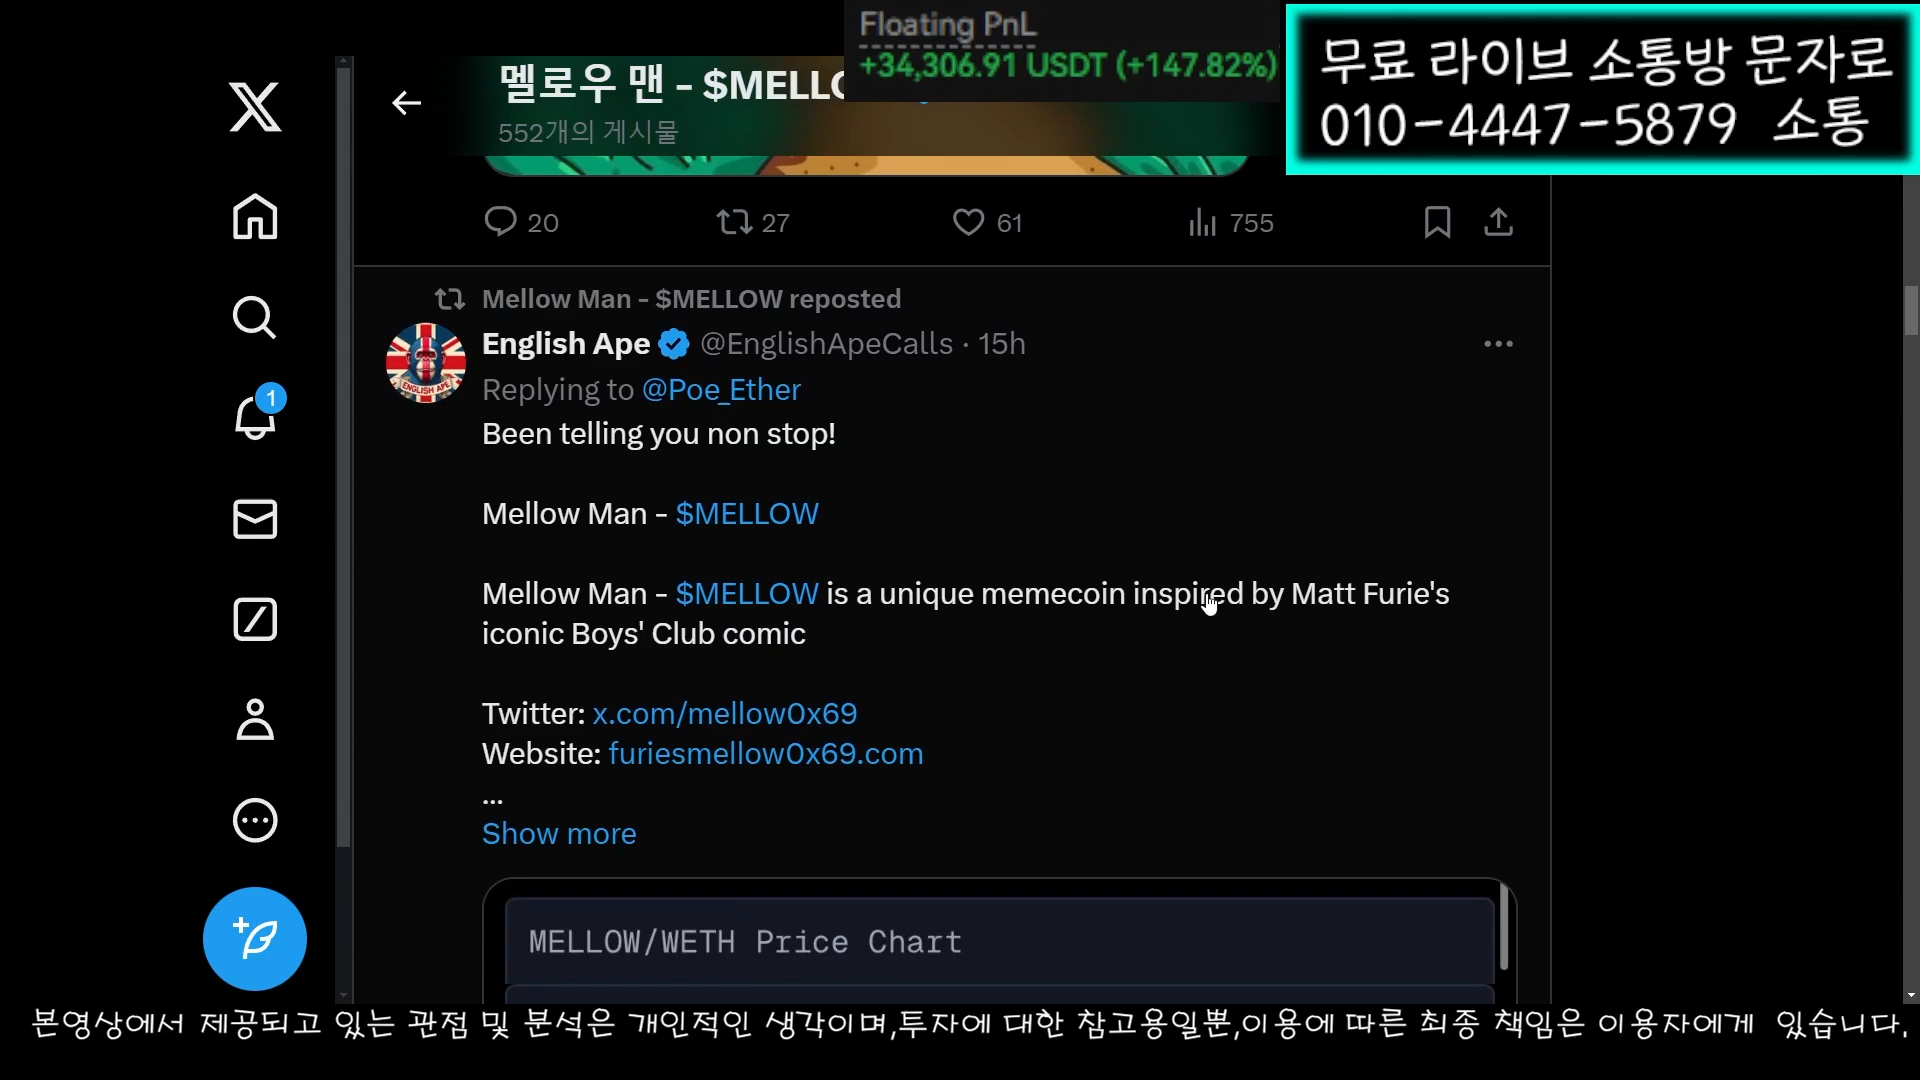 Floating PnL
+34,306.91 USDT (+147.82%)
무료 라이브 소통방 문자로
010-4447-5879 소통
멜로우 맨 - $MELLO
552개의 게시물
20
27
61
755
Mellow Man - $MELLOW reposted
English Ape @EnglishApeCalls · 15h
ENGLISH APE
Replying to @Poe_Ether
Been telling you non stop!
Mellow Man - $MELLOW
Mellow Man - $MELLOW is a unique memecoin inspired by Matt Furie's
iconic Boys' Club comic
Twitter: x.com/mellow0x69
Website: furiesmellow0x69.com
...
Show more
MELLOW/WETH Price Chart
1
본영상에서 제공되고 있는 관점 및 분석은 개인적인 생각이며,투자에 대한 참고용일뿐,이용에 따른 최종 책임은 이용자에게 있습니다.